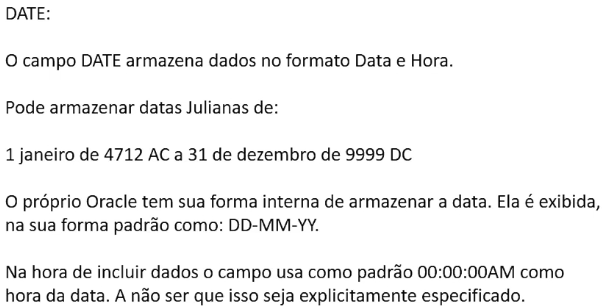 DATE:
O campo DATE armazena dados no formato Data e Hora.
Pode armazenar datas Julianas de:
1 janeiro de 4712 AC a 31 de dezembro de 9999 DC
O próprio Oracle tem sua forma interna de armazenar a data. Ela é exibida,
na sua forma padrão como: DD-MM-YY.
Na hora de incluir dados o campo usa como padrão 00:00:00AM como
hora da data. A não ser que isso seja explicitamente especificado.